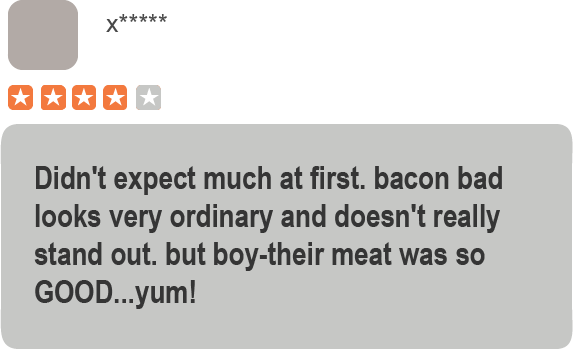 x*****
Didn't expect much at first. bacon bad
looks very ordinary and doesn't really
stand out. but boy-their meat was so
GOOD...yum!